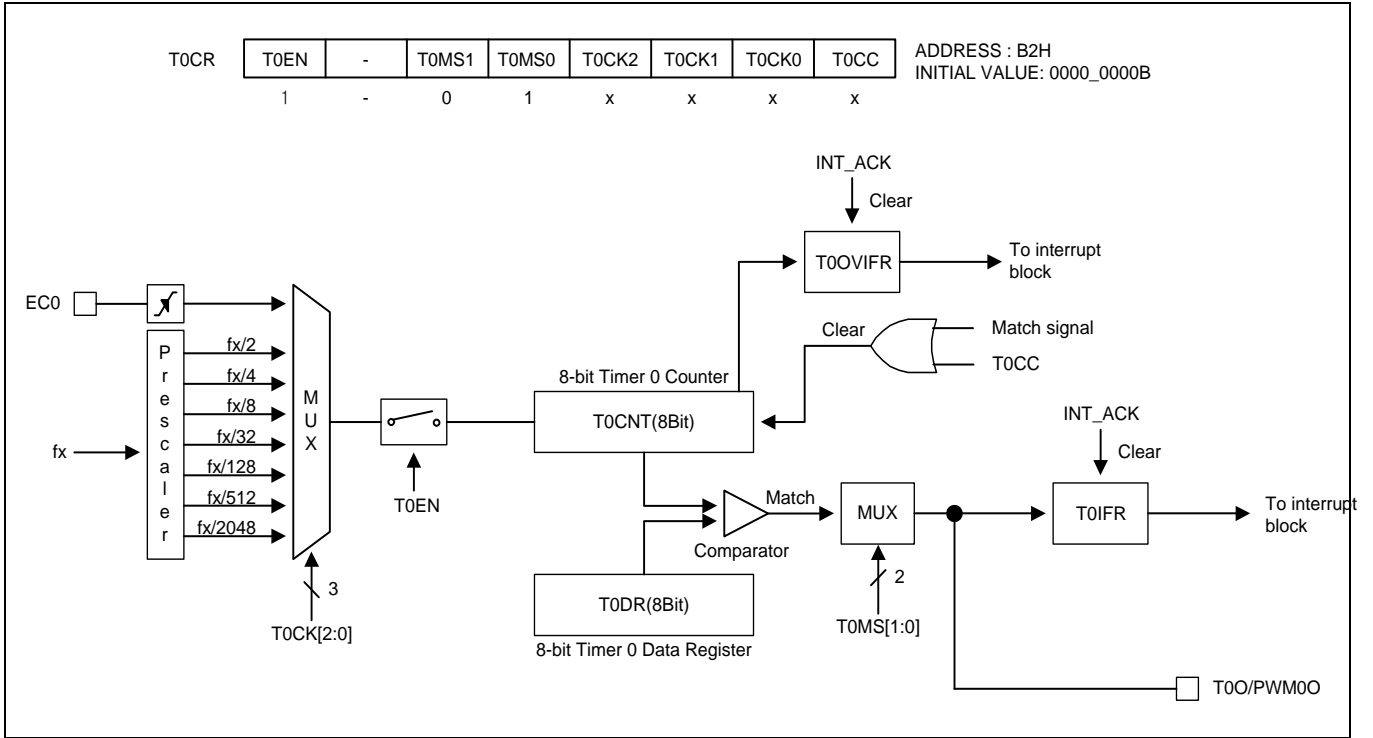 T0CR T0EN - T0MS1 T0MS0 T0CK2 T0CK1 T0CK0 T0CC ADDRESS : B2H
INITIAL VALUE: 0000_0000B
1 - 0 1 x x x x
INT_ACK
Clear
T0OVIFR
To interrupt
block
EC0
Clear
Match signal
T0CC
Prescaler
fx/2
fx/4
fx/8
fx/32
fx/128
fx/512
fx/2048
fx
MUX
3
T0CK[2:0]
T0EN
8-bit Timer 0 Counter
T0CNT(8Bit)
Match
Comparator
MUX
2
T0MS[1:0]
INT_ACK
Clear
T0IFR
To interrupt
block
T0DR(8Bit)
8-bit Timer 0 Data Register
T0O/PWM0O